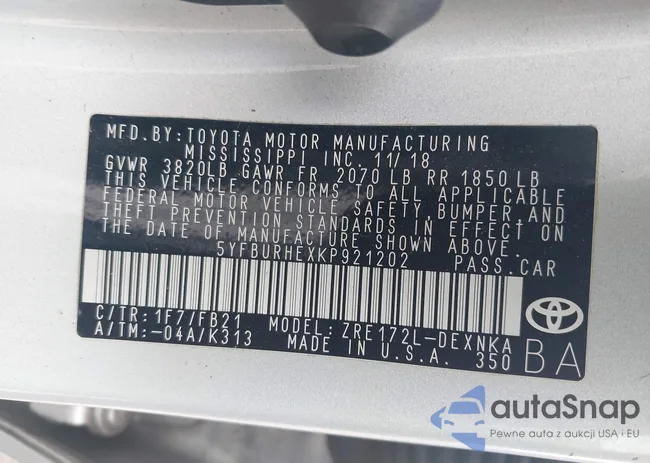 MFD. BY: TOYOTA MOTOR MANUFACTURING
MISSISSIPPI INC. 11/18
GVWR 3820LB GAWR FR 2070 LB RR 1850 LB
THIS VEHICLE CONFORMS TO ALL APPLICABLE
FEDERAL MOTOR VEHICLE SAFETY, BUMPER, AND
THEFT PREVENTION STANDARDS IN EFFECT ON
THE DATE OF MANUFACTURE SHOWN ABOVE.
5YFBURHEXKP921202 PASS. CAR
C/TR: 1F7/FB21 MODEL: ZRE172L-DEXNKA
A/TM: -04A/K313 MADE IN U.S.A. 350
BA
autaSnap
Pewne auta z aukcji USA i EU